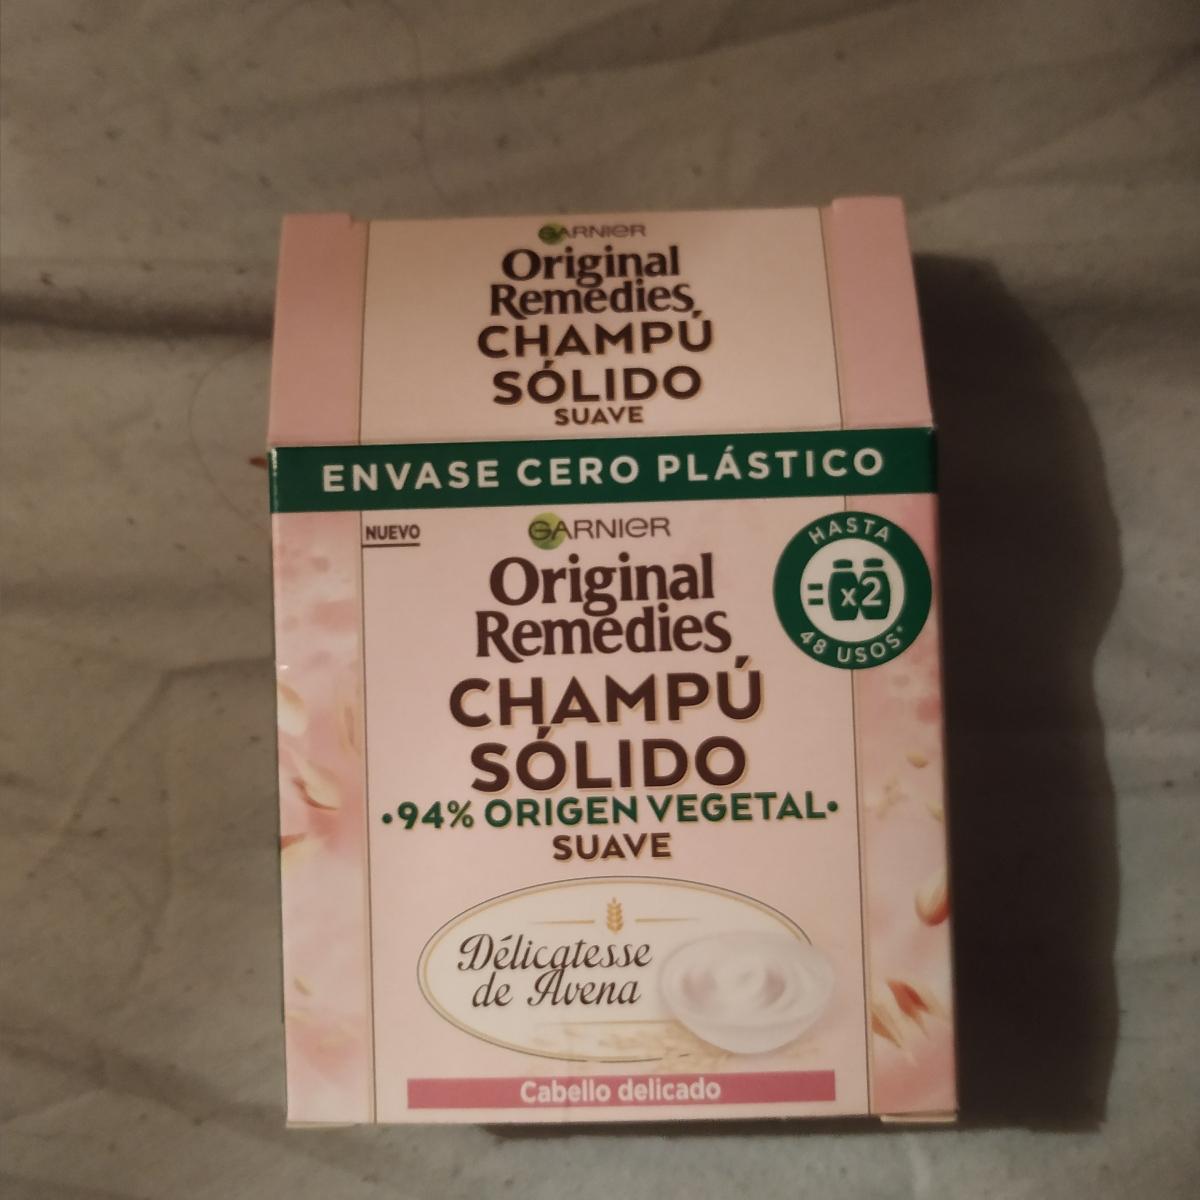 GARNIER
Original
Remedies
CHAMPÚ
SÓLIDO
SUAVE
ENVASE CERO PLÁSTICO
NUEVO
GARNIER
Original
Remedies
CHAMPÚ
SÓLIDO
•94% ORIGEN VEGETAL•
SUAVE
HASTA
= x2
48 USOS*
Délicatesse
de Avena
Cabello delicado